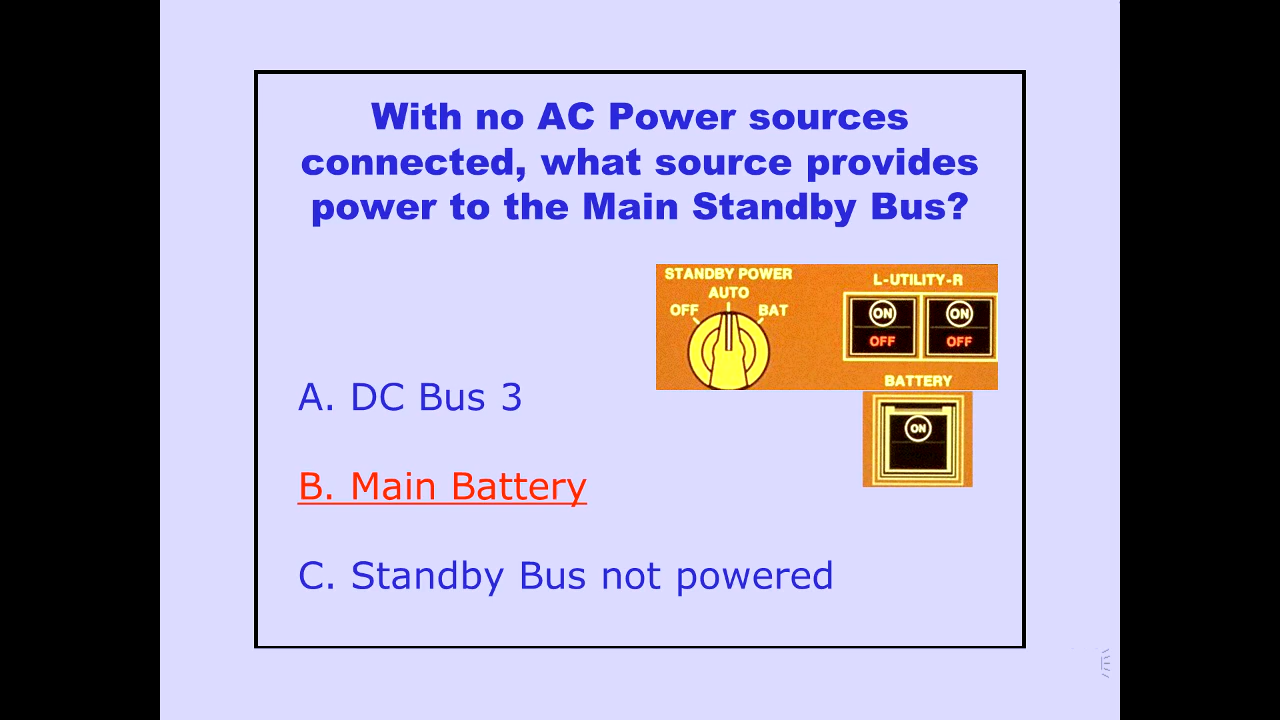 With no AC Power sources
connected, what source provides
power to the Main Standby Bus?
STANDBY POWER
AUTO
OFF
BAT
L-UTILITY-R
ON
ON
OFF
OFF
BATTERY
ON
A. DC Bus 3
B. Main Battery
C. Standby Bus not powered